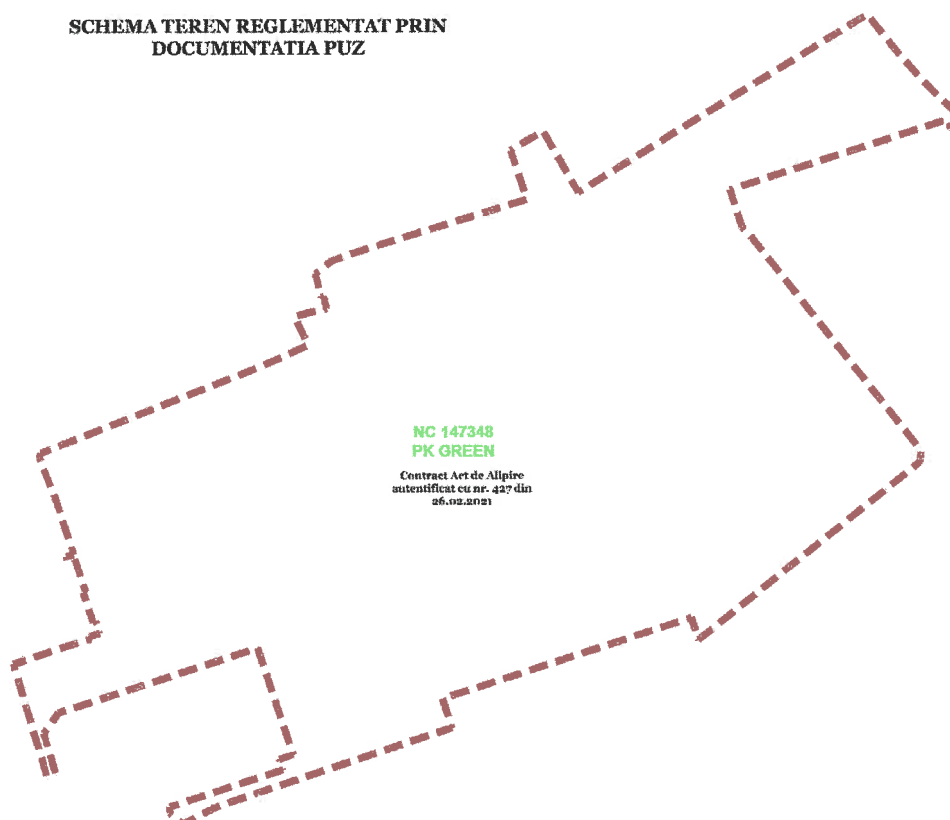 SCHEMA TEREN REGLEMENTAT PRIN
DOCUMENTATIA PUZ
NC 147348
PK GREEN
Contract Act de Alipire
autentificat cu nr. 427 din
26.02.2021